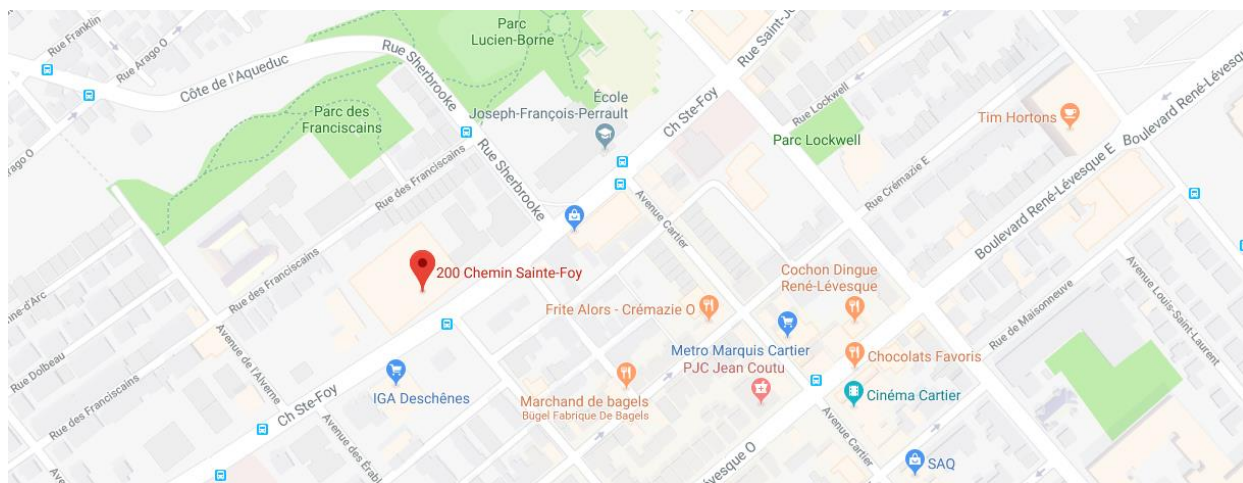 Rue Franklin
Rue Arago O
Côte de l'Aqueduc
Rue Sherbrooke
Parc
Lucien-Borne
École
Joseph-François-Perrault
Ch Ste-Foy
Rue Lockwell
Parc Lockwell
Tim Hortons
Boulevard René-Lévesque E
Parc des
Franciscains
Rue des Franciscains
Rue Sherbrooke
Avenue Cartier
Rue Crémazie E
Boulevard René-Lévesque E
200 Chemin Sainte-Foy
Cochon Dingue
René-Lévesque
Frite Alors - Crémazie O
Rue des Franciscains
Rue Dolbeau
Avenue de l'Alverne
Metro Marquis Cartier
PJC Jean Coutu
Chocolats Favoris
Rue de Maisonneuve
Avenue Louis-Saint-Laurent
IGA Deschênes
Marchand de bagels
Bügel Fabrique De Bagels
Cinéma Cartier
Rue des Franciscains
Ch Ste-Foy
Avenue Cartier
SAQ